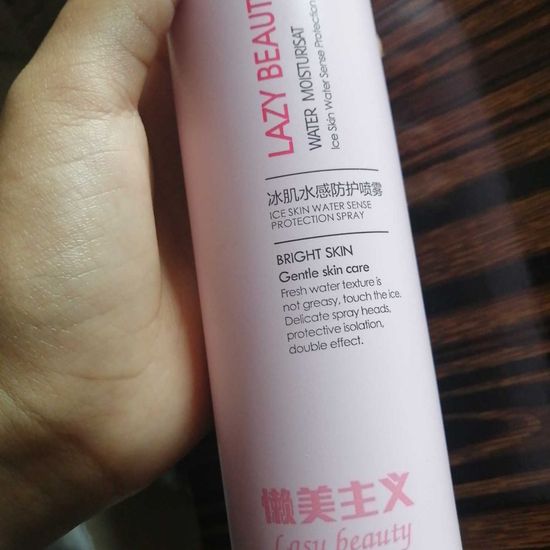 LAZY BEAUT
WATER MOISTURISAT
Ice Skin Water Sense Protection
冰肌水感防护喷雾
ICE SKIN WATER SENSE
PROTECTION SPRAY
BRIGHT SKIN
Gentle skin care
Fresh water texture is
not greasy, touch the ice.
Delicate spray heads,
protective isolation,
double effect.
懒美主义
Lasy beauty